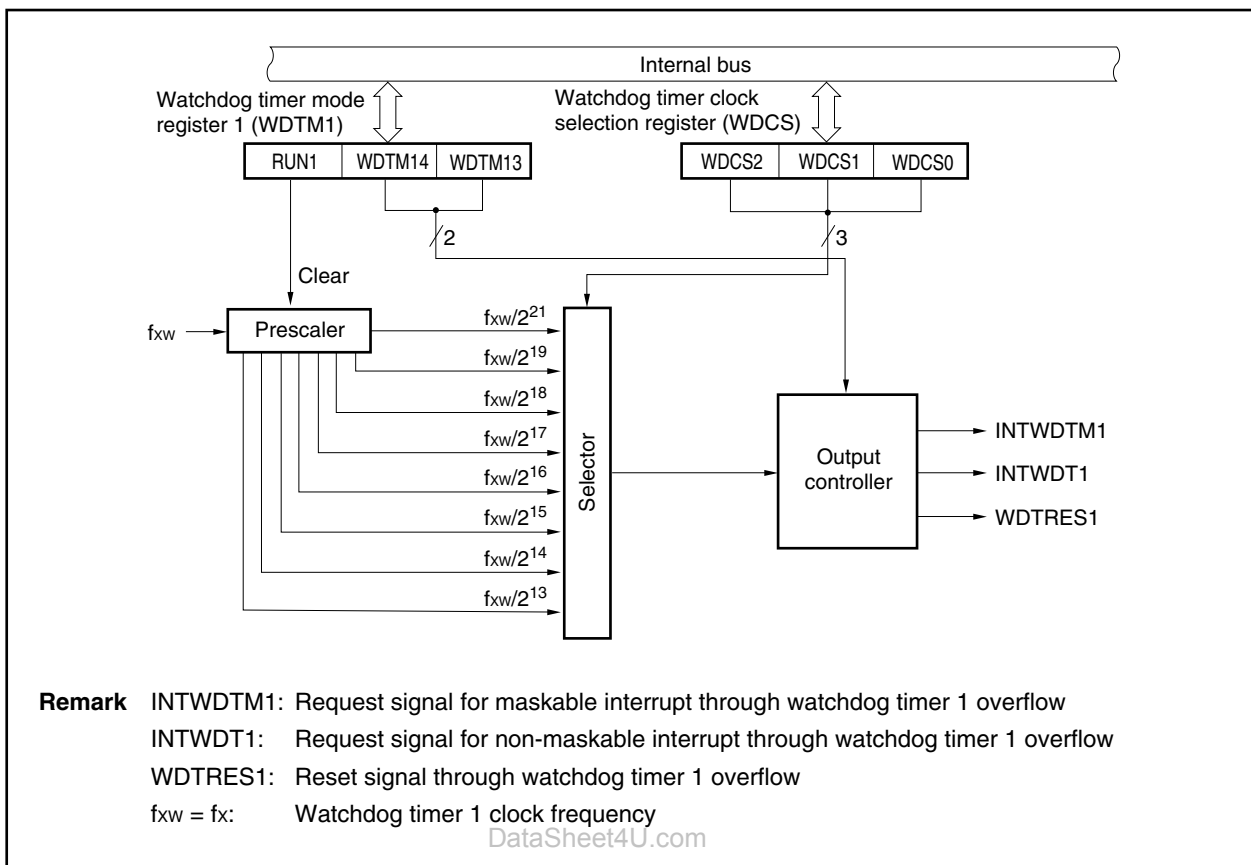 Internal bus
Watchdog timer mode
register 1 (WDTM1)
Watchdog timer clock
selection register (WDCS)
RUN1 WDTM14 WDTM13
WDCS2 WDCS1 WDCS0
2
3
Clear
fxw
Prescaler
fxw/2^21
fxw/2^19
fxw/2^18
fxw/2^17
fxw/2^16
fxw/2^15
fxw/2^14
fxw/2^13
Selector
Output
controller
INTWDTM1
INTWDT1
WDTRES1
Remark INTWDTM1: Request signal for maskable interrupt through watchdog timer 1 overflow
INTWDT1: Request signal for non-maskable interrupt through watchdog timer 1 overflow
WDTRES1: Reset signal through watchdog timer 1 overflow
fxw = fx: Watchdog timer 1 clock frequency
DataSheet4U.com